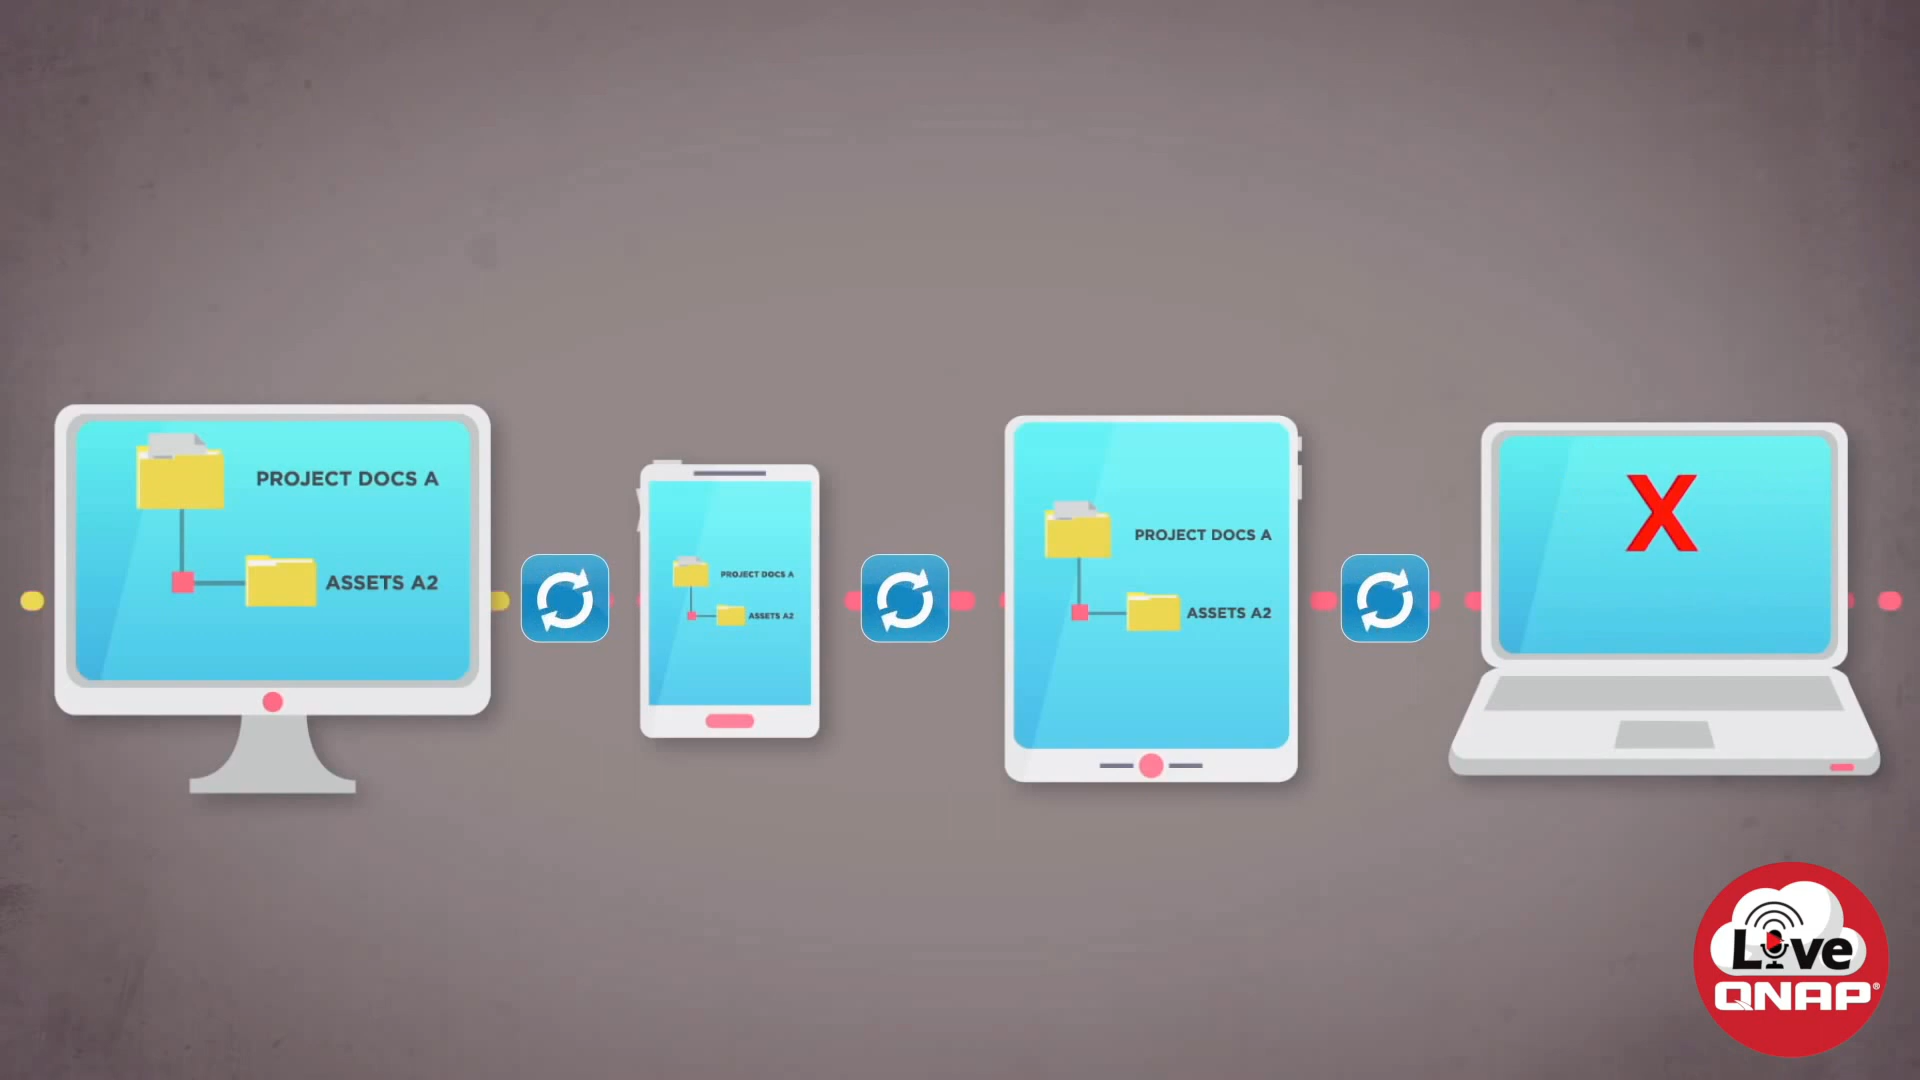 PROJECT DOCS A
ASSETS A2
PROJECT DOCS A
ASSETS A2
PROJECT DOCS A
ASSETS A2
X
Live
QNAP®